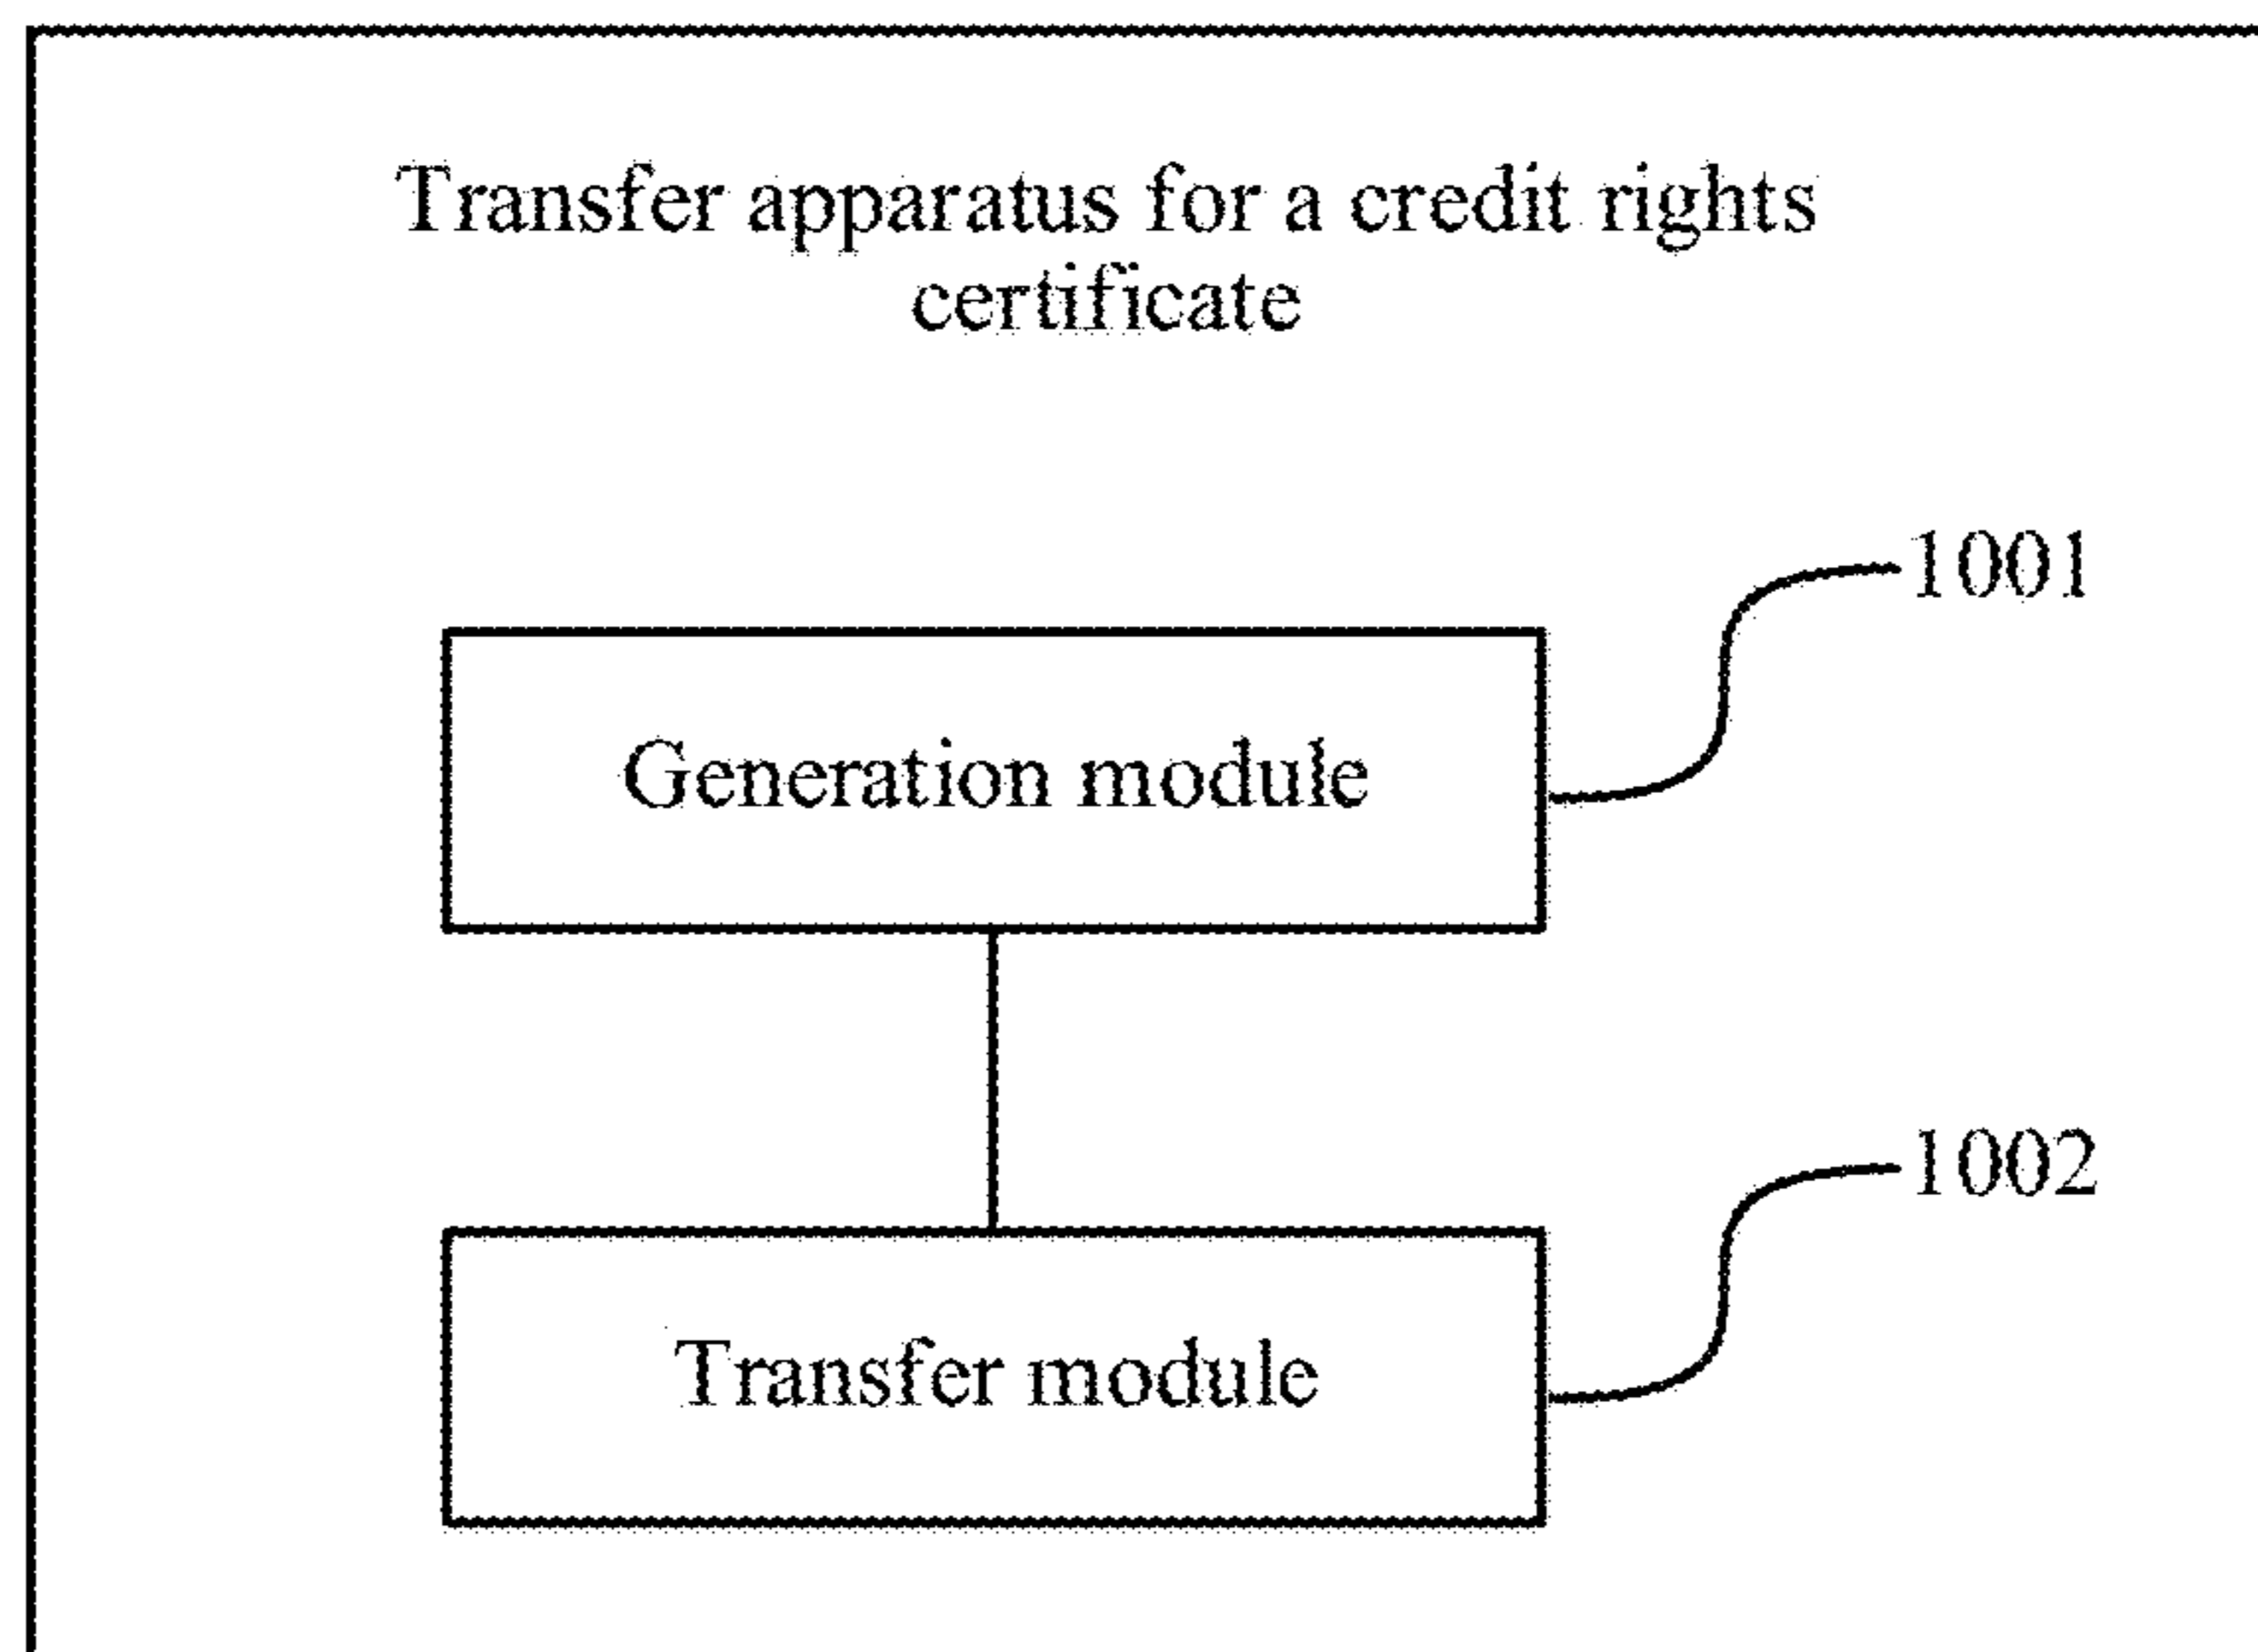 Transfer apparatus for a credit rights
certificate
1001
Generation module
1002
Transfer module